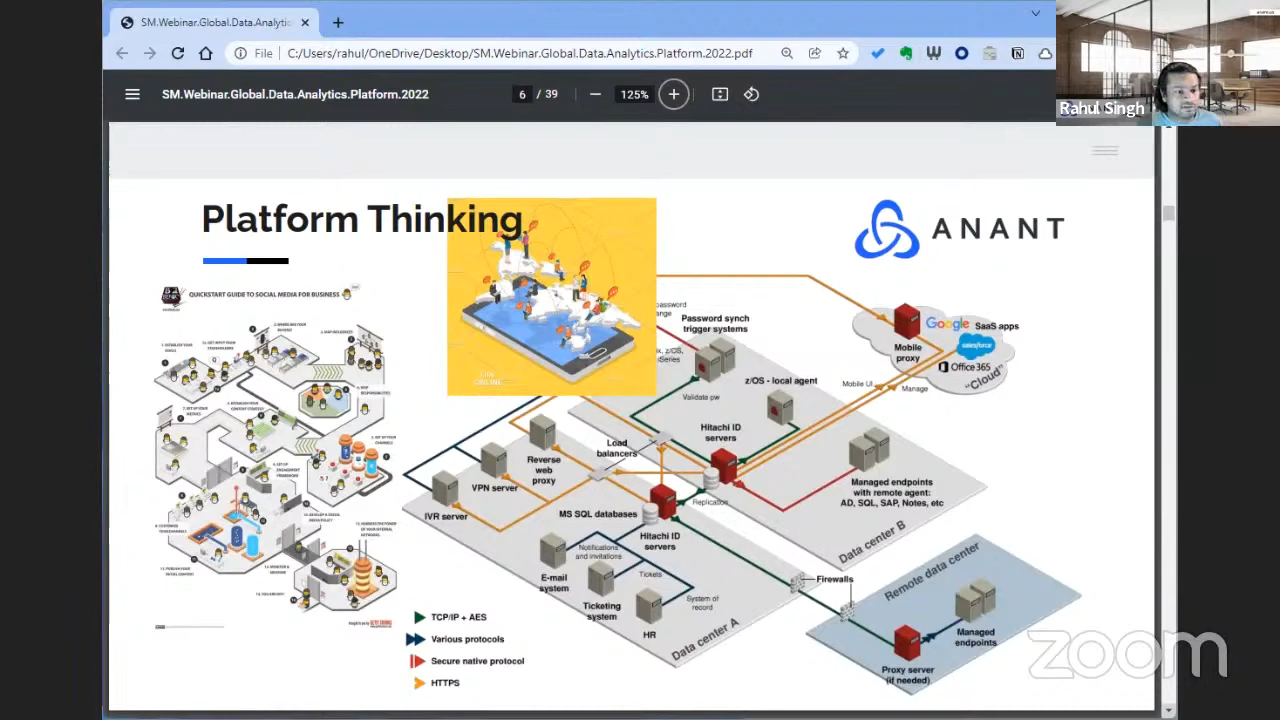 SM.Webinar.Global.Data.Analytic
File
C:/Users/rahul/OneDrive/Desktop/SM.Webinar.Global.Data.Analytics.Platform.2022.pdf
SM.Webinar.Global.Data.Analytics.Platform.2022
6 / 39
125%
Rahul Singh
Platform Thinking
ANANT
QUICKSTART GUIDE TO SOCIAL MEDIA FOR BUSINESS
password
Password synch
trigger systems
z/OS - local agent
Validate pw
Hitachi ID
servers
Load
balancers
Reverse
web
proxy
VPN server
IVR server
MS SQL databases
Replication
Hitachi ID
servers
Notifications
and invitations
E-mail
system
Tickets
Ticketing
system
System of
record
HR
Data center A
Mobile
proxy
Google SaaS apps
salesforce
Office 365
"Cloud"
Mobile UI
Manage
Managed endpoints
with remote agent:
AD, SQL, SAP, Notes, etc
Data center B
Firewalls
Remote data center
Managed
endpoints
Proxy server
(if needed)
TCP/IP + AES
Various protocols
Secure native protocol
HTTPS
zoom